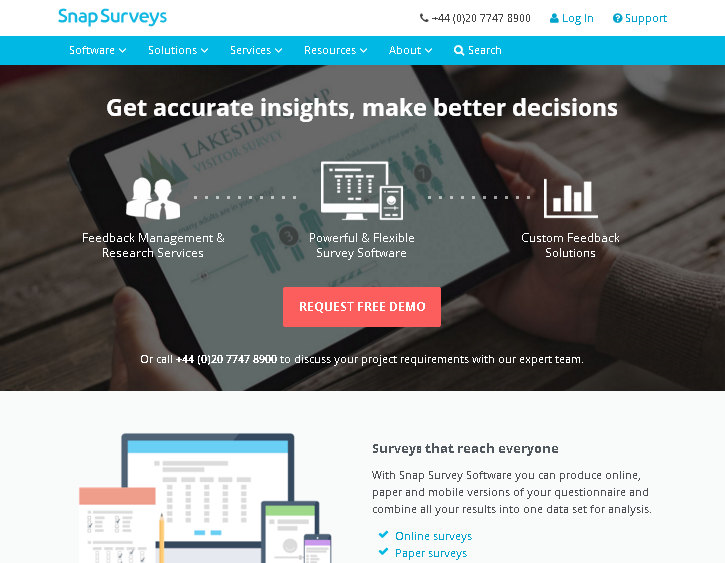 Snap Surveys
+44 (0)20 7747 8900 Log In Support
Software Solutions Services Resources About Search
Get accurate insights, make better decisions
LAKESIDE
VISITOR SURVEY
1
3
Feedback Management &
Research Services
Powerful & Flexible
Survey Software
Custom Feedback
Solutions
REQUEST FREE DEMO
Or call +44 (0)20 7747 8900 to discuss your project requirements with our expert team.
Surveys that reach everyone
With Snap Survey Software you can produce online,
paper and mobile versions of your questionnaire and
combine all your results into one data set for analysis.
Online surveys
Paper surveys